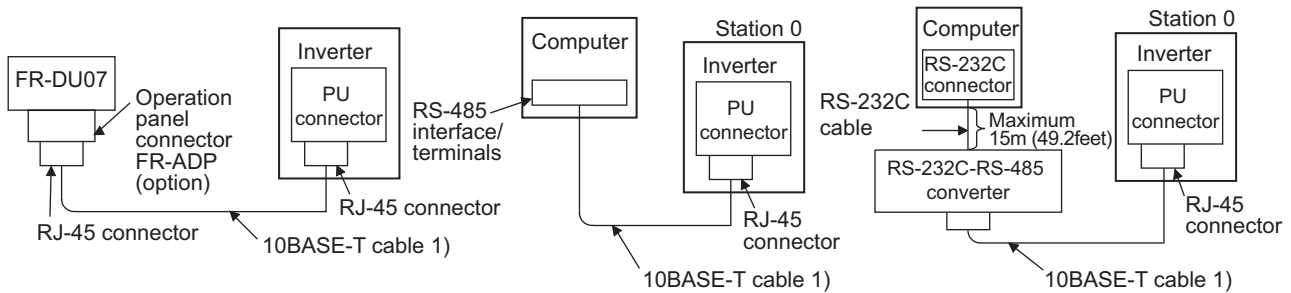 FR-DU07
Operation
panel
connector
FR-ADP
(option)
RJ-45 connector
Inverter
PU
connector
RJ-45 connector
10BASE-T cable 1)
Computer
RS-485
interface/
terminals
Station 0
Inverter
PU
connector
RJ-45
connector
10BASE-T cable 1)
Computer
RS-232C
connector
RS-232C
cable
Maximum
15m (49.2feet)
RS-232C-RS-485
converter
Station 0
Inverter
PU
connector
RJ-45
connector
10BASE-T cable 1)